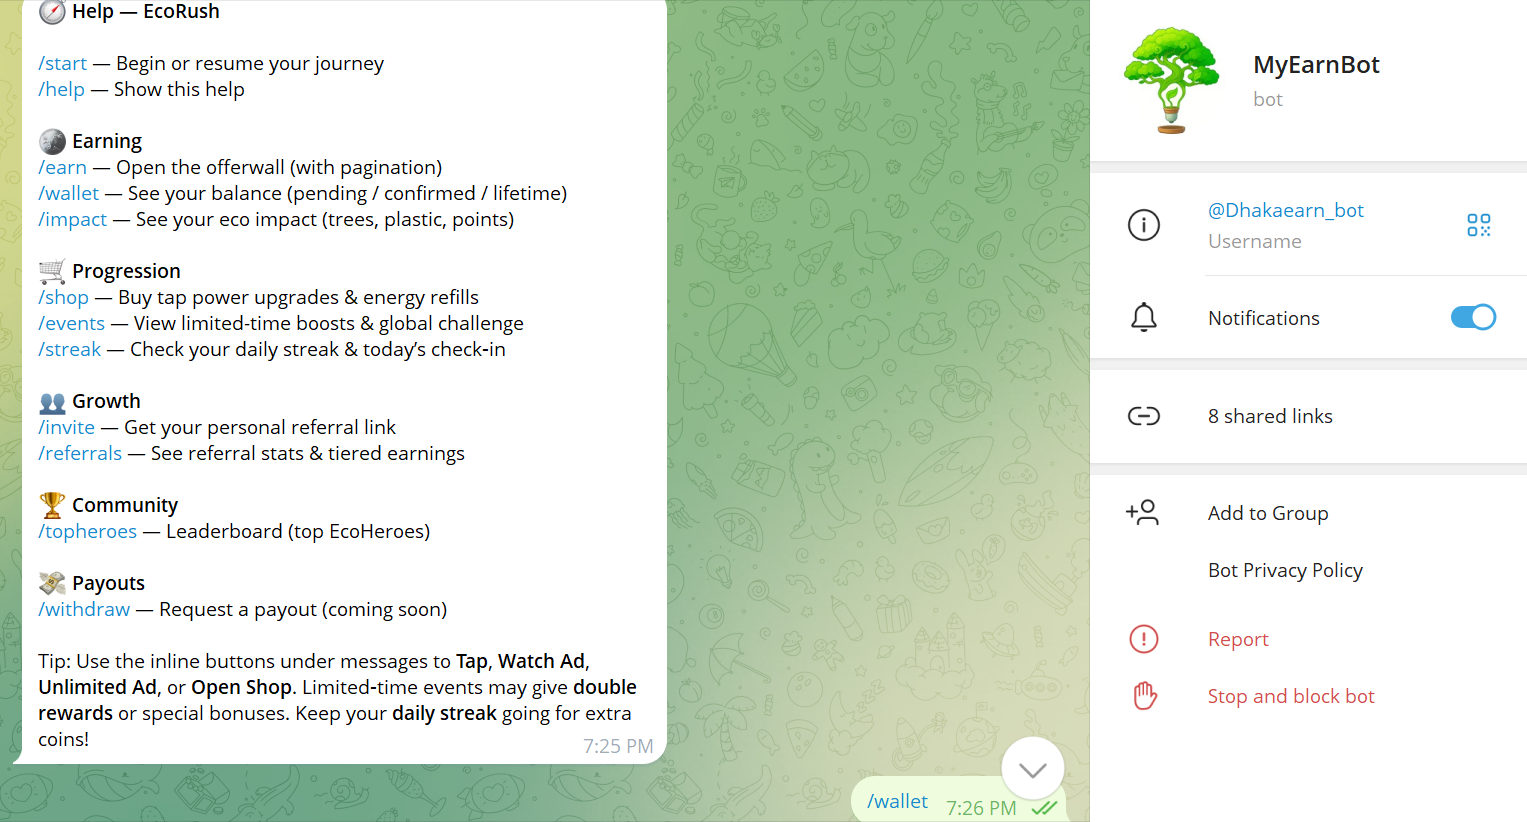 Help — EcoRush
/start — Begin or resume your journey
/help — Show this help
Earning
/earn — Open the offerwall (with pagination)
/wallet — See your balance (pending / confirmed / lifetime)
/impact — See your eco impact (trees, plastic, points)
Progression
/shop — Buy tap power upgrades & energy refills
/events — View limited-time boosts & global challenge
/streak — Check your daily streak & today’s check-in
Growth
/invite — Get your personal referral link
/referrals — See referral stats & tiered earnings
Community
/topheroes — Leaderboard (top EcoHeroes)
Payouts
/withdraw — Request a payout (coming soon)
Tip: Use the inline buttons under messages to Tap, Watch Ad,
Unlimited Ad, or Open Shop. Limited-time events may give double
rewards or special bonuses. Keep your daily streak going for extra
coins!
7:25 PM
/wallet 7:26 PM
MyEarnBot
bot
@Dhakaearn_bot
Username
Notifications
8 shared links
Add to Group
Bot Privacy Policy
Report
Stop and block bot